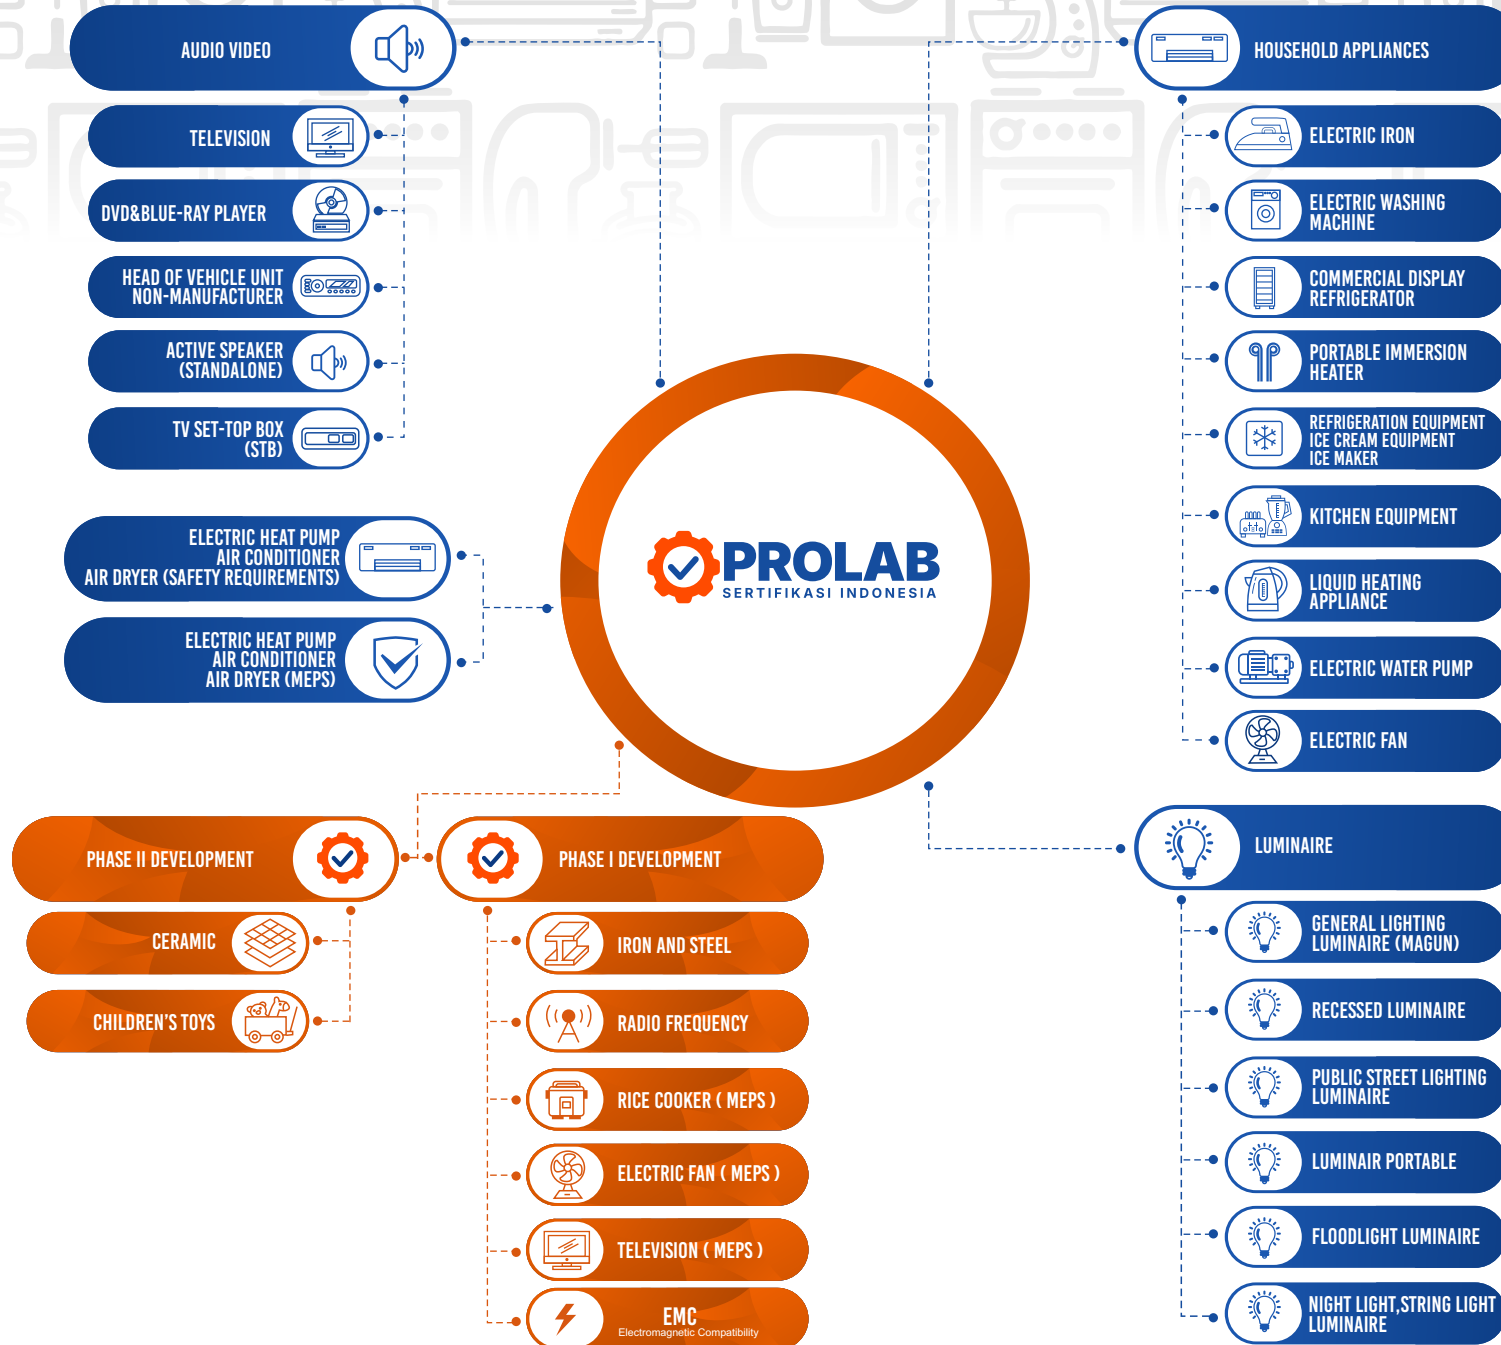 AUDIO VIDEO
TELEVISION
DVD&BLUE-RAY PLAYER
HEAD OF VEHICLE UNIT
NON-MANUFACTURER
ACTIVE SPEAKER
(STANDALONE)
TV SET-TOP BOX
(STB)
ELECTRIC HEAT PUMP
AIR CONDITIONER
AIR DRYER (SAFETY REQUIREMENTS)
ELECTRIC HEAT PUMP
AIR CONDITIONER
AIR DRYER (MEPS)
PROLAB
SERTIFIKASI INDONESIA
HOUSEHOLD APPLIANCES
ELECTRIC IRON
ELECTRIC WASHING
MACHINE
COMMERCIAL DISPLAY
REFRIGERATOR
PORTABLE IMMERSION
HEATER
REFRIGERATION EQUIPMENT
ICE CREAM EQUIPMENT
ICE MAKER
KITCHEN EQUIPMENT
LIQUID HEATING
APPLIANCE
ELECTRIC WATER PUMP
ELECTRIC FAN
PHASE II DEVELOPMENT
CERAMIC
CHILDREN'S TOYS
PHASE I DEVELOPMENT
IRON AND STEEL
RADIO FREQUENCY
RICE COOKER ( MEPS )
ELECTRIC FAN ( MEPS )
TELEVISION ( MEPS )
EMC
Electromagnetic Compatibility
LUMINAIRE
GENERAL LIGHTING
LUMINAIRE (MAGUN)
RECESSED LUMINAIRE
PUBLIC STREET LIGHTING
LUMINAIRE
LUMINAIR PORTABLE
FLOODLIGHT LUMINAIRE
NIGHT LIGHT,STRING LIGHT
LUMINAIRE